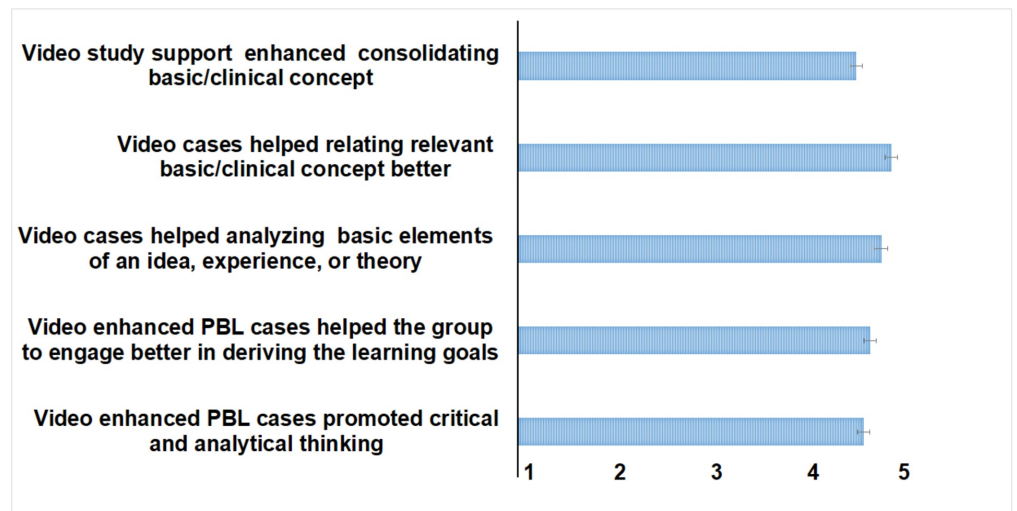 Video study support enhanced consolidating
basic/clinical concept
Video cases helped relating relevant
basic/clinical concept better
Video cases helped analyzing basic elements
of an idea, experience, or theory
Video enhanced PBL cases helped the group
to engage better in deriving the learning goals
Video enhanced PBL cases promoted critical
and analytical thinking
1 2 3 4 5